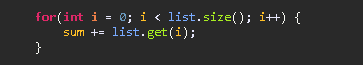 for(int i = 0; i < list.size(); i++) {
    sum += list.get(i);
}